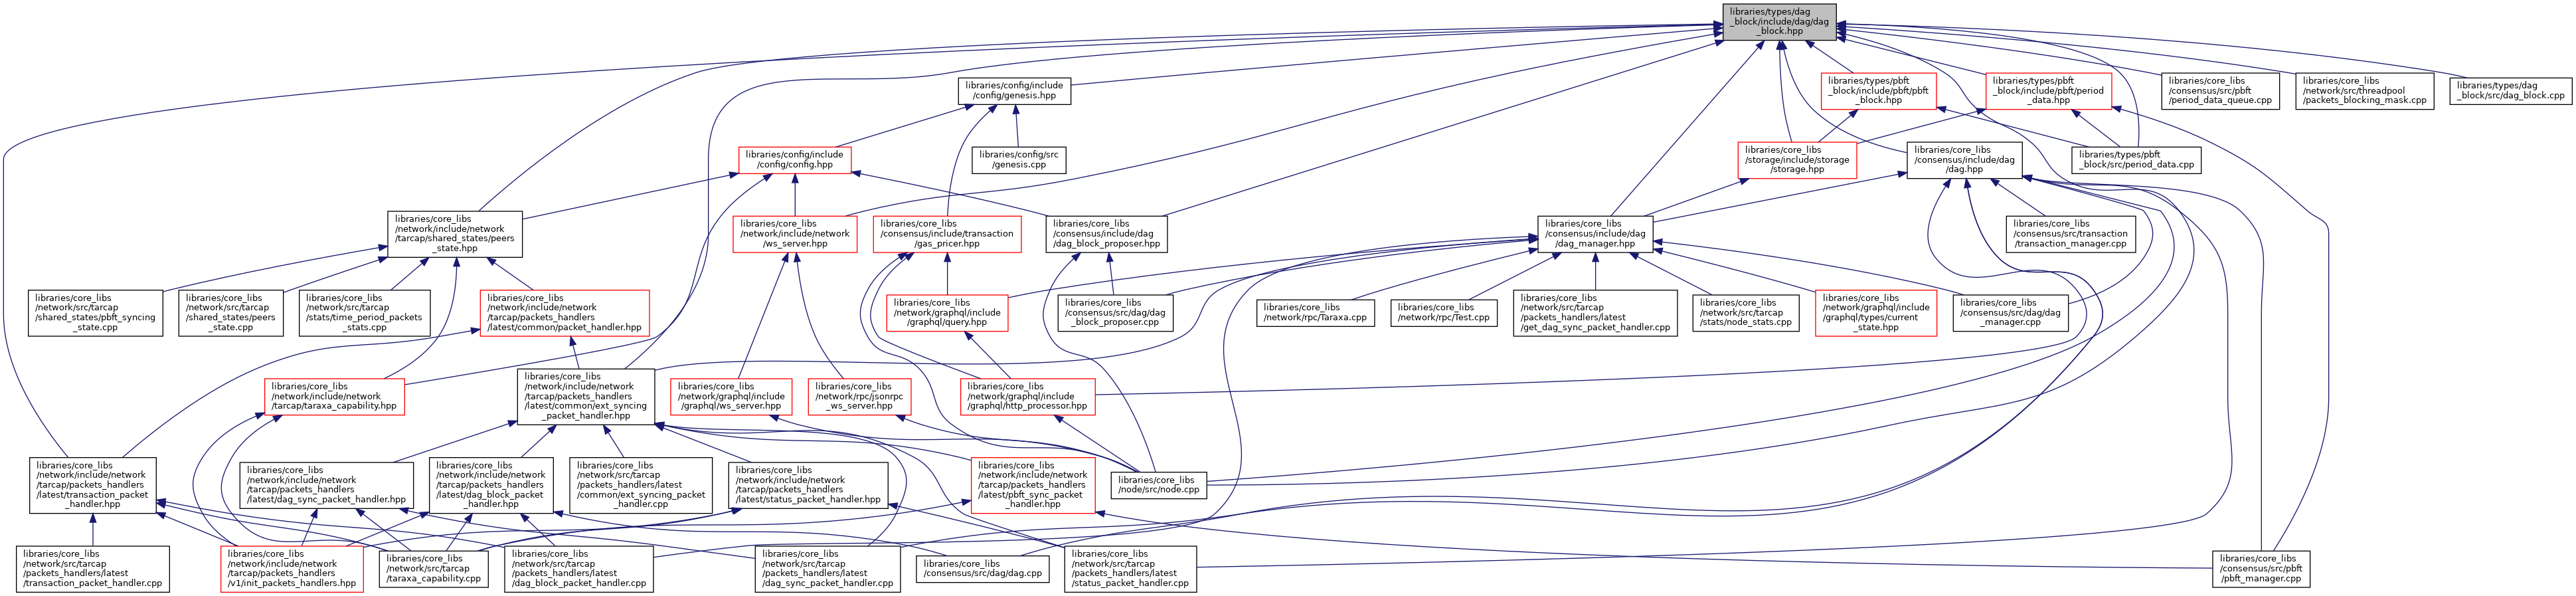 libraries/types/dag
_block/include/dag/dag
_block.hpp
libraries/config/include
/config/genesis.hpp
libraries/types/pbft
_block/include/pbft/pbft
_block.hpp
libraries/types/pbft
_block/include/pbft/period
_data.hpp
libraries/core_libs
/consensus/src/pbft
/period_data_queue.cpp
libraries/core_libs
/network/src/threadpool
/packets_blocking_mask.cpp
libraries/types/dag
_block/src/dag_block.cpp
libraries/config/include
/config/config.hpp
libraries/config/src
/genesis.cpp
libraries/core_libs
/storage/include/storage
/storage.hpp
libraries/core_libs
/consensus/include/dag
/dag.hpp
libraries/types/pbft
_block/src/period_data.cpp
libraries/core_libs
/network/include/network
/tarcap/shared_states/peers
_state.hpp
libraries/core_libs
/network/include/network
/ws_server.hpp
libraries/core_libs
/consensus/include/transaction
/gas_pricer.hpp
libraries/core_libs
/consensus/include/dag
/dag_block_proposer.hpp
libraries/core_libs
/consensus/include/dag
/dag_manager.hpp
libraries/core_libs
/consensus/src/transaction
/transaction_manager.cpp
libraries/core_libs
/network/src/tarcap
/shared_states/pbft_syncing
_state.cpp
libraries/core_libs
/network/src/tarcap
/shared_states/peers
_state.cpp
libraries/core_libs
/network/src/tarcap
/stats/time_period_packets
_stats.cpp
libraries/core_libs
/network/include/network
/tarcap/packets_handlers
/latest/common/packet_handler.hpp
libraries/core_libs
/network/graphql/include
/graphql/query.hpp
libraries/core_libs
/consensus/src/dag/dag
_block_proposer.cpp
libraries/core_libs
/network/rpc/Taraxa.cpp
libraries/core_libs
/network/rpc/Test.cpp
libraries/core_libs
/network/src/tarcap
/packets_handlers/latest
/get_dag_sync_packet_handler.cpp
libraries/core_libs
/network/src/tarcap
/stats/node_stats.cpp
libraries/core_libs
/network/graphql/include
/graphql/types/current
_state.hpp
libraries/core_libs
/consensus/src/dag/dag
_manager.cpp
libraries/core_libs
/network/include/network
/tarcap/taraxa_capability.hpp
libraries/core_libs
/network/include/network
/tarcap/packets_handlers
/latest/common/ext_syncing
_packet_handler.hpp
libraries/core_libs
/network/graphql/include
/graphql/ws_server.hpp
libraries/core_libs
/network/rpc/jsonrpc
_ws_server.hpp
libraries/core_libs
/network/graphql/include
/graphql/http_processor.hpp
libraries/core_libs
/network/include/network
/tarcap/packets_handlers
/latest/transaction_packet
_handler.hpp
libraries/core_libs
/network/include/network
/tarcap/packets_handlers
/latest/dag_sync_packet_handler.hpp
libraries/core_libs
/network/include/network
/tarcap/packets_handlers
/latest/dag_block_packet
_handler.hpp
libraries/core_libs
/network/src/tarcap
/packets_handlers/latest
/common/ext_syncing_packet
_handler.cpp
libraries/core_libs
/network/include/network
/tarcap/packets_handlers
/latest/status_packet_handler.hpp
libraries/core_libs
/network/include/network
/tarcap/packets_handlers
/latest/pbft_sync_packet
_handler.hpp
libraries/core_libs
/node/src/node.cpp
libraries/core_libs
/network/src/tarcap
/packets_handlers/latest
/transaction_packet_handler.cpp
libraries/core_libs
/network/include/network
/tarcap/packets_handlers
/v1/init_packets_handlers.hpp
libraries/core_libs
/network/src/tarcap
/taraxa_capability.cpp
libraries/core_libs
/network/src/tarcap
/packets_handlers/latest
/dag_block_packet_handler.cpp
libraries/core_libs
/network/src/tarcap
/packets_handlers/latest
/dag_sync_packet_handler.cpp
libraries/core_libs
/consensus/src/dag/dag.cpp
libraries/core_libs
/network/src/tarcap
/packets_handlers/latest
/status_packet_handler.cpp
libraries/core_libs
/consensus/src/pbft
/pbft_manager.cpp